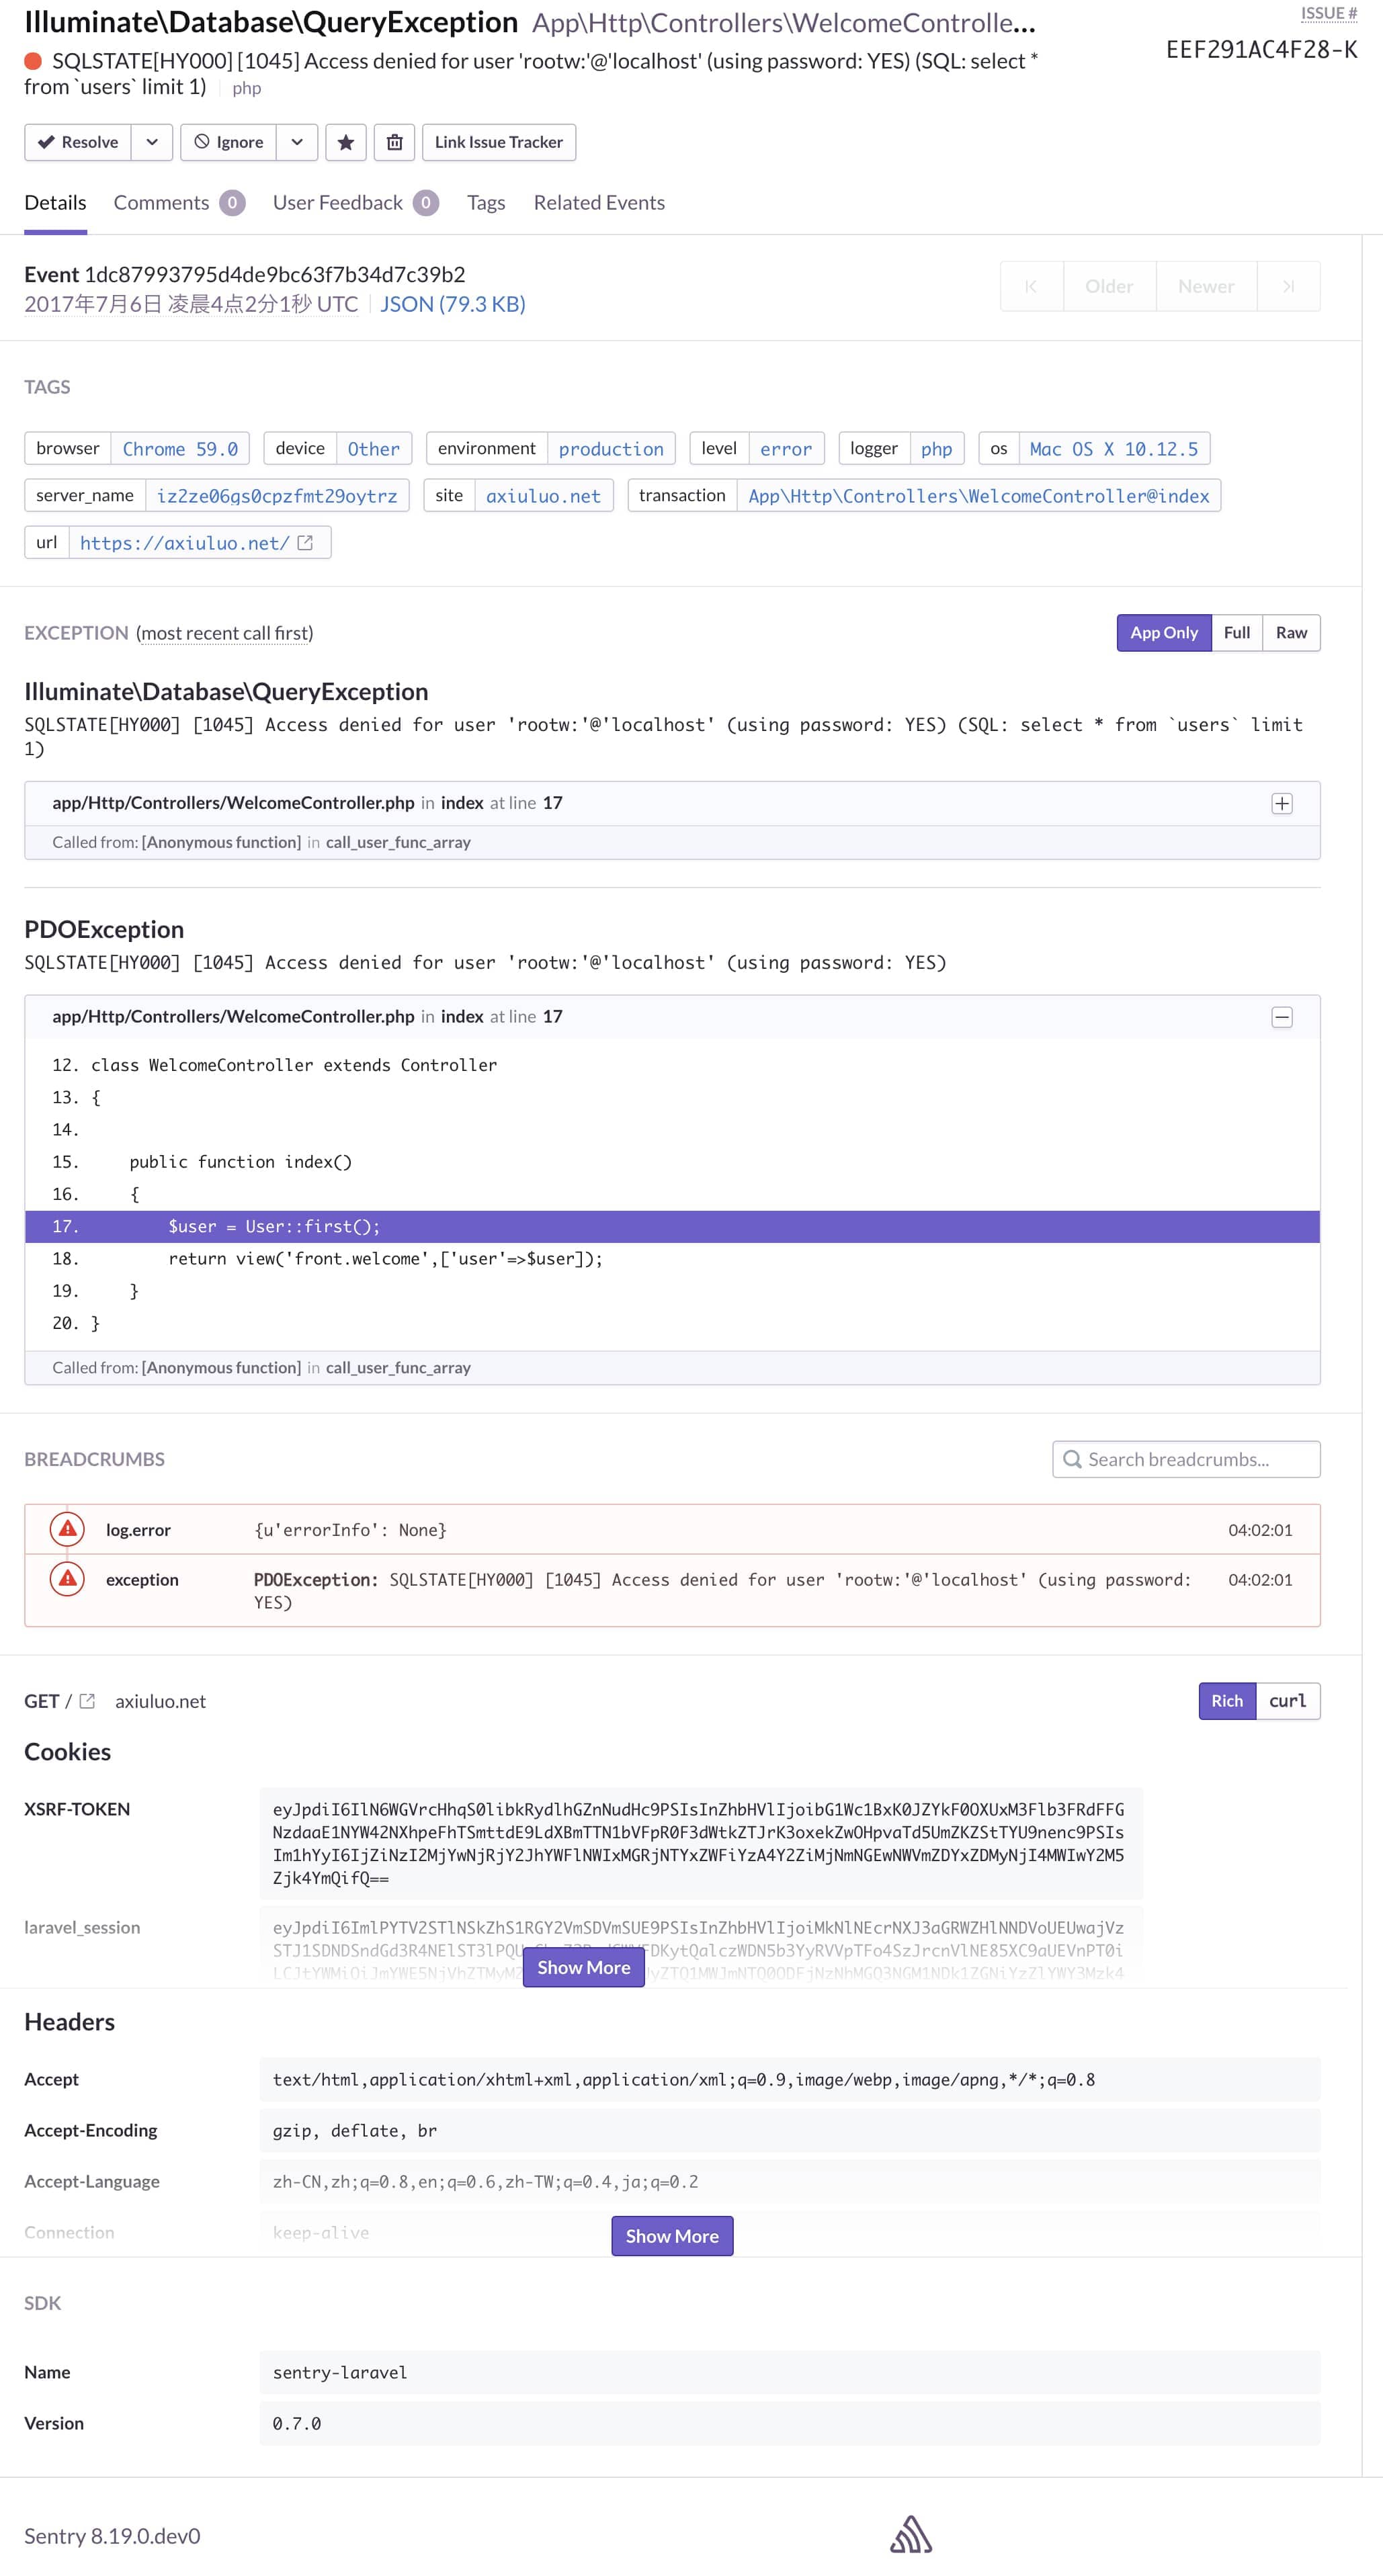 Illuminate\Database\QueryException App\Http\Controllers\WelcomeControlle...
ISSUE #
SQLSTATE[HY000] [1045] Access denied for user 'rootw:'@'localhost' (using password: YES) (SQL: select *
from `users` limit 1) php
EEF291AC4F28-K
Resolve Ignore Link Issue Tracker
Details Comments 0 User Feedback 0 Tags Related Events
Event 1dc87993795d4de9bc63f7b34d7c39b2
2017年7月6日 凌晨4点2分1秒 UTC JSON (79.3 KB)
Older Newer
TAGS
browser Chrome 59.0 device Other environment production level error logger php os Mac OS X 10.12.5
server_name iz2ze06gs0cpzfmt29oytrz site axiuluo.net transaction App\Http\Controllers\WelcomeController@index
url https://axiuluo.net/
EXCEPTION (most recent call first) App Only Full Raw
Illuminate\Database\QueryException
SQLSTATE[HY000] [1045] Access denied for user 'rootw:'@'localhost' (using password: YES) (SQL: select * from `users` limit
1)
app/Http/Controllers/WelcomeController.php in index at line 17
Called from: [Anonymous function] in call_user_func_array
PDOException
SQLSTATE[HY000] [1045] Access denied for user 'rootw:'@'localhost' (using password: YES)
app/Http/Controllers/WelcomeController.php in index at line 17
12. class WelcomeController extends Controller
13. {
14.
15. public function index()
16. {
17. $user = User::first();
18. return view('front.welcome',['user'=>$user]);
19. }
20. }
Called from: [Anonymous function] in call_user_func_array
BREADCRUMBS Search breadcrumbs...
log.error {u'errorInfo': None} 04:02:01
exception PDOException: SQLSTATE[HY000] [1045] Access denied for user 'rootw:'@'localhost' (using password: 04:02:01
YES)
GET / axiuluo.net Rich curl
Cookies
XSRF-TOKEN eyJpdiI6IlN6WGVrcHhqS0libkRydlhGZnNudHc9PSIsInZhbHVlIjoibG1Wc1BxK0JZYkF0OXUxM3Flb3FRdFFG
NzdaaE1NYW42NXhpeFhTSmttdE9LdXBmTTN1bVFpR0F3dWtkZTJrK3oxekZwOHpvaTd5UmZKZStTYU9nenc9PSIs
Im1hYyI6IjZiNzI2MjYwNjRjY2JhYWFlNWIxMGRjNTYxZWFiYzA4Y2ZiMjNmNGEwNWVmZDYxZDMyNjI4MWIwY2M5
Zjk4YmQifQ==
laravel_session eyJpdiI6ImlPYTV2STlNSkZhS1RGY2VmSDVmSUE9PSIsInZhbHVlIjoiMkNlNEcrNXJ3aGRWZHlNNDVoUEUwajVz
Show More
Headers
Accept text/html,application/xhtml+xml,application/xml;q=0.9,image/webp,image/apng,*/*;q=0.8
Accept-Encoding gzip, deflate, br
Accept-Language zh-CN,zh;q=0.8,en;q=0.6,zh-TW;q=0.4,ja;q=0.2
Connection keep-alive
Show More
SDK
Name sentry-laravel
Version 0.7.0
Sentry 8.19.0.dev0